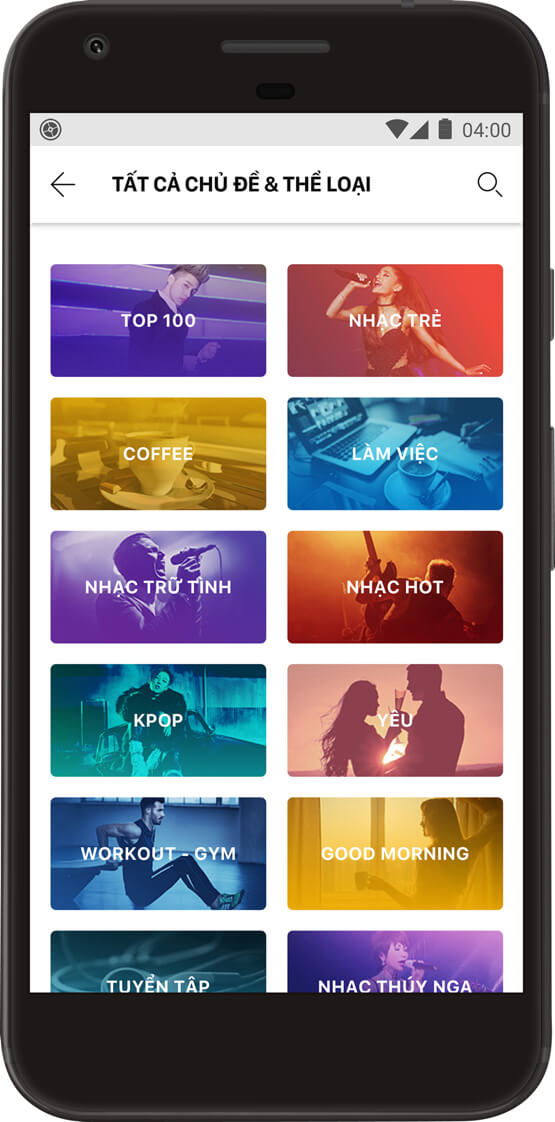 04:00
TẤT CẢ CHỦ ĐỀ & THỂ LOẠI
TOP 100
NHẠC TRẺ
COFFEE
LÀM VIỆC
NHẠC TRỮ TÌNH
NHẠC HOT
KPOP
YÊU
WORKOUT - GYM
GOOD MORNING
TUYỂN TẬP
NHẠC THÚY NGA